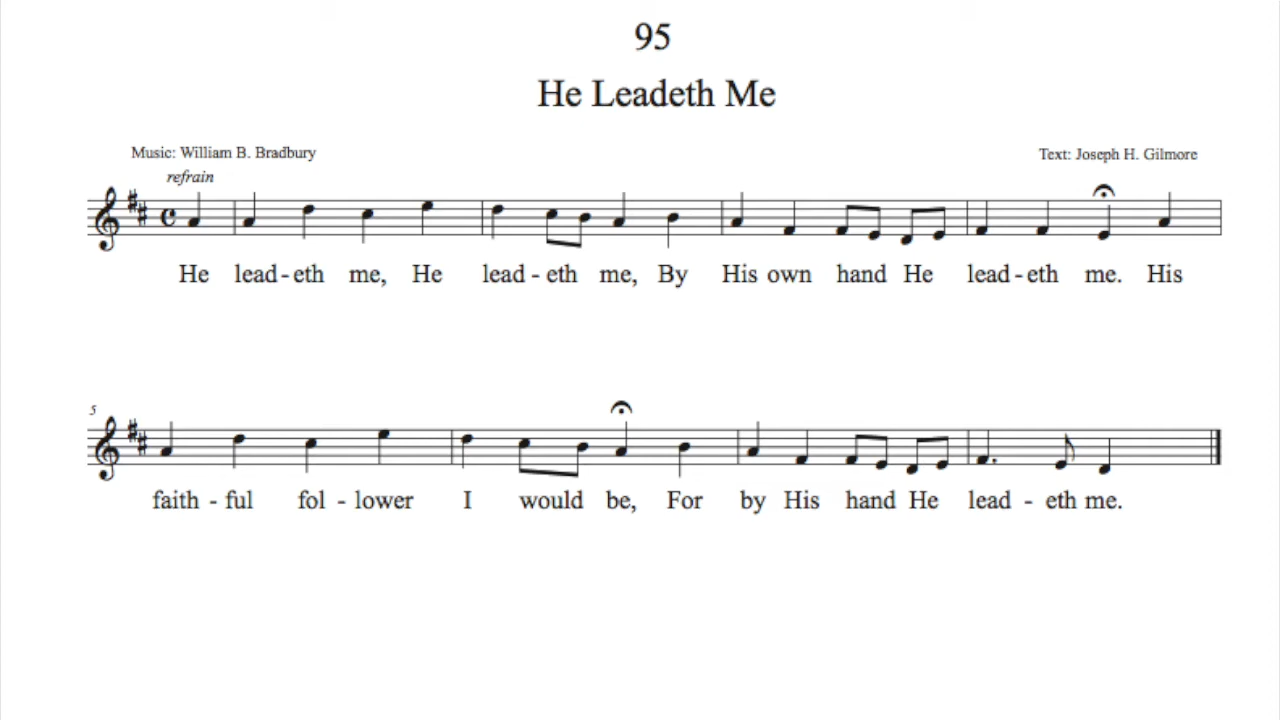 95
He Leadeth Me
Music: William B. Bradbury Text: Joseph H. Gilmore
refrain
He lead-eth me, He lead-eth me, By His own hand He lead-eth me. His
5
faith-ful fol-lower I would be, For by His hand He lead-eth me.